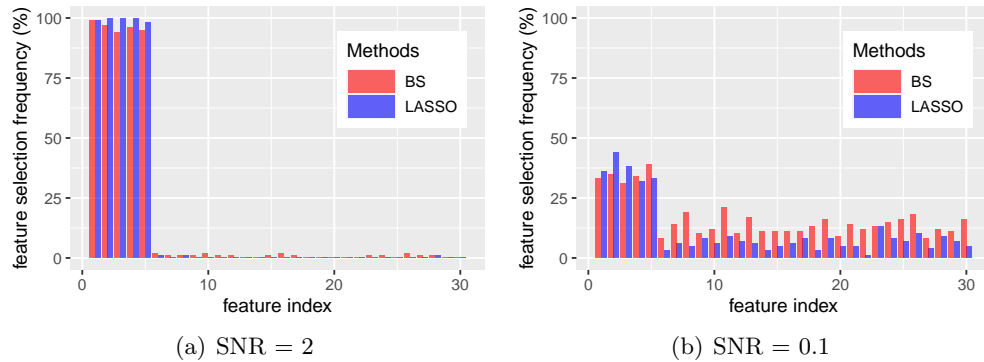 feature selection frequency (%)
100
75
50
25
0
Methods
BS
LASSO
0
10
20
30
feature index
(a) SNR = 2
feature selection frequency (%)
100
75
50
25
0
Methods
BS
LASSO
0
10
20
30
feature index
(b) SNR = 0.1